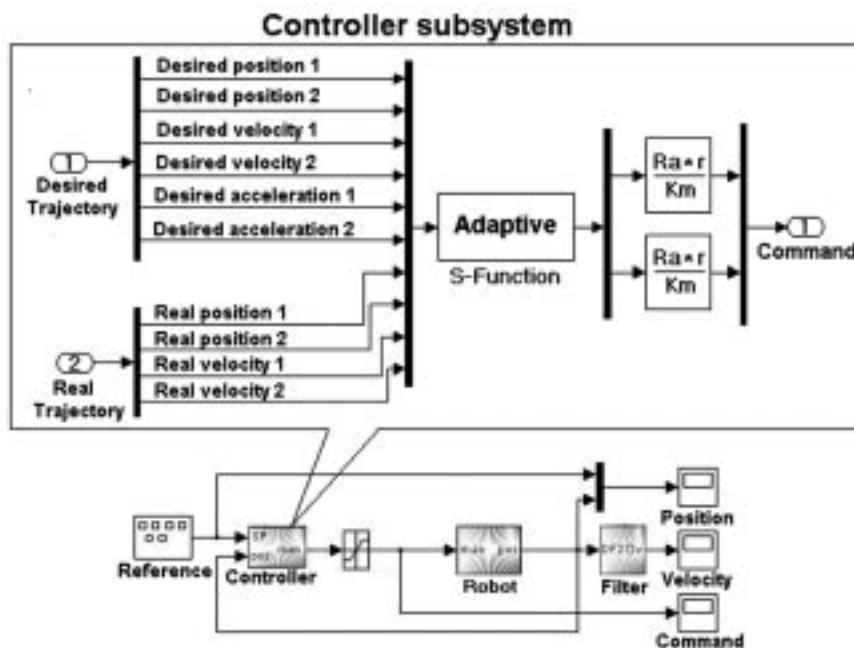 Controller subsystem
Desired position 1
Desired position 2
Desired velocity 1
Desired velocity 2
Desired acceleration 1
Desired acceleration 2
1
Desired
Trajectory
Real position 1
Real position 2
Real velocity 1
Real velocity 2
2
Real
Trajectory
Adaptive
S-Function
Ra*r
Km
Ra*r
Km
1
Command
Reference
Controller
Robot
Filter
Position
Velocity
Command